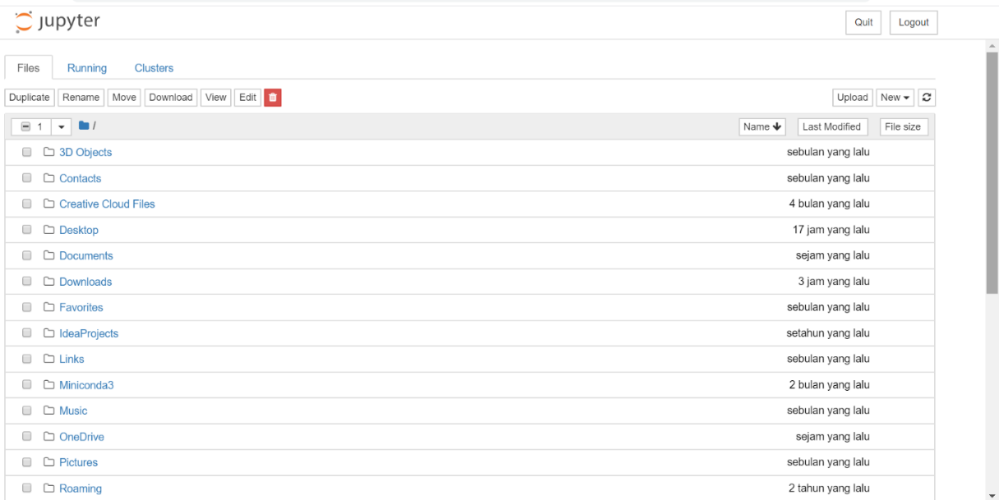 jupyter Quit Logout
Files Running Clusters
Duplicate Rename Move Download View Edit Upload New
1 / Name Last Modified File size
3D Objects sebulan yang lalu
Contacts sebulan yang lalu
Creative Cloud Files 4 bulan yang lalu
Desktop 17 jam yang lalu
Documents sejam yang lalu
Downloads 3 jam yang lalu
Favorites sebulan yang lalu
IdeaProjects setahun yang lalu
Links sebulan yang lalu
Miniconda3 2 bulan yang lalu
Music sebulan yang lalu
OneDrive sejam yang lalu
Pictures sebulan yang lalu
Roaming 2 tahun yang lalu